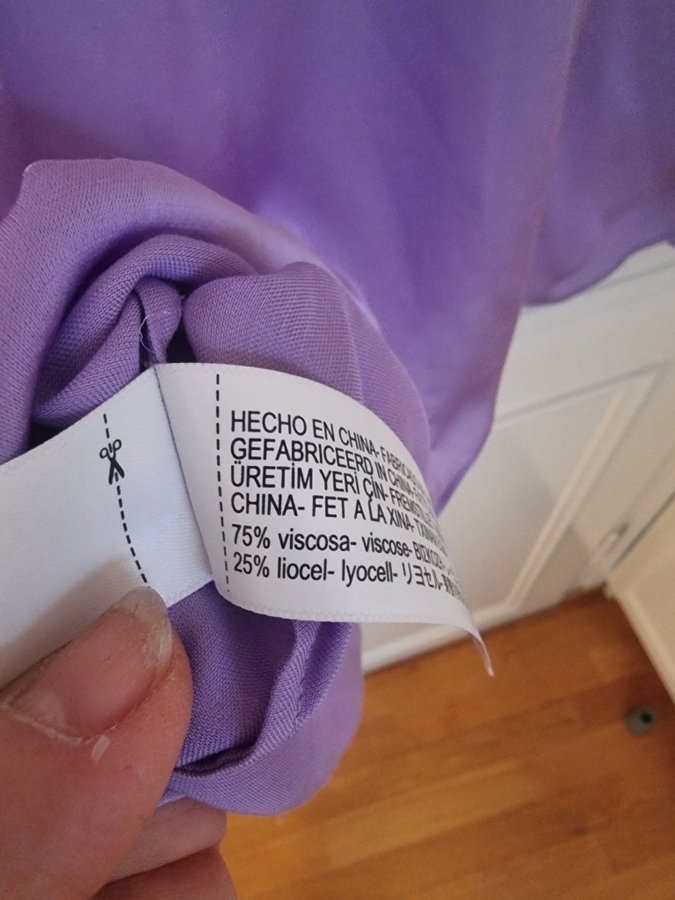 HECHO EN CHINA-
GEFABRICEERD IN CHINA-
ÜRETİM YERİ ÇİN-
CHINA- FET A LA XINA-
75% viscosa- viscose-
25% liocel- lyocell- リヨセル-